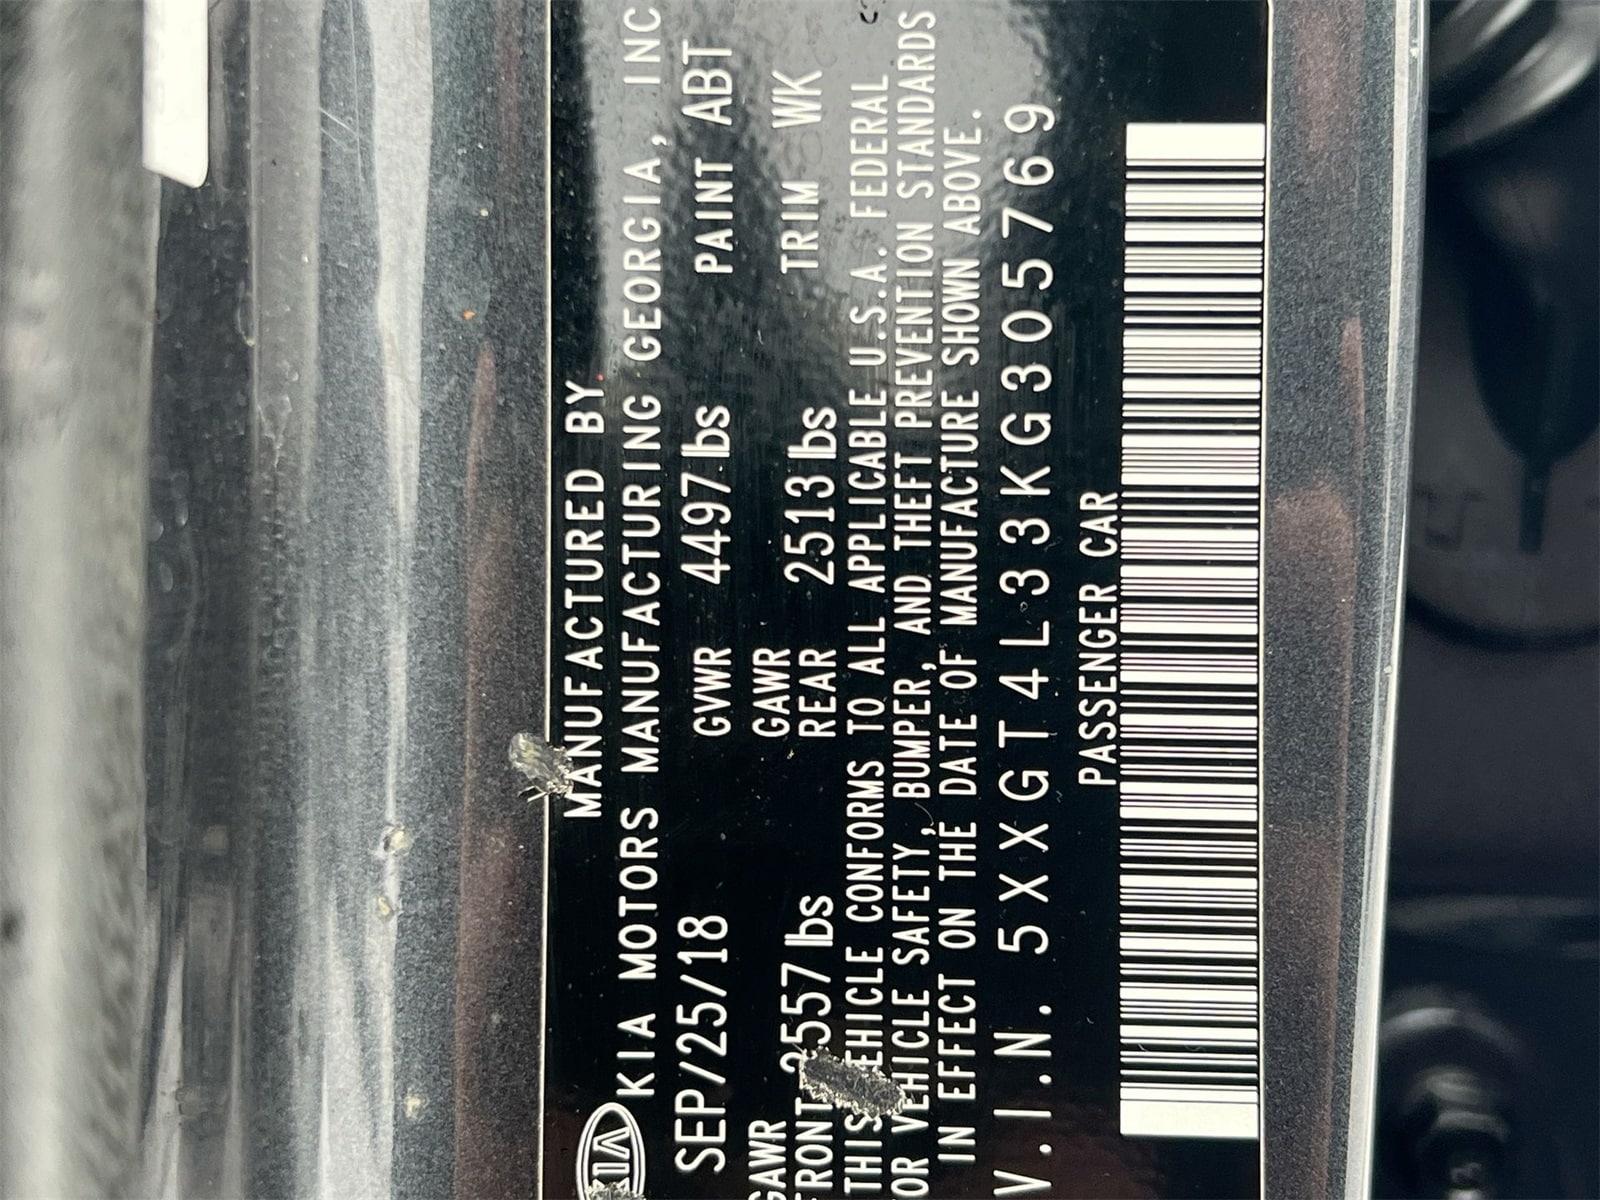 KIA
MANUFACTURED BY
KIA MOTORS MANUFACTURING GEORGIA, INC
SEP/25/18 GVWR 4497 lbs PAINT ABT
GAWR FRONT 2557 lbs GAWR REAR 2513 lbs TRIM WK
THIS VEHICLE CONFORMS TO ALL APPLICABLE U.S.A. FEDERAL
OR VEHICLE SAFETY, BUMPER, AND THEFT PREVENTION STANDARDS
IN EFFECT ON THE DATE OF MANUFACTURE SHOWN ABOVE.
V.I.N. 5XXGT4L33KG305769
PASSENGER CAR